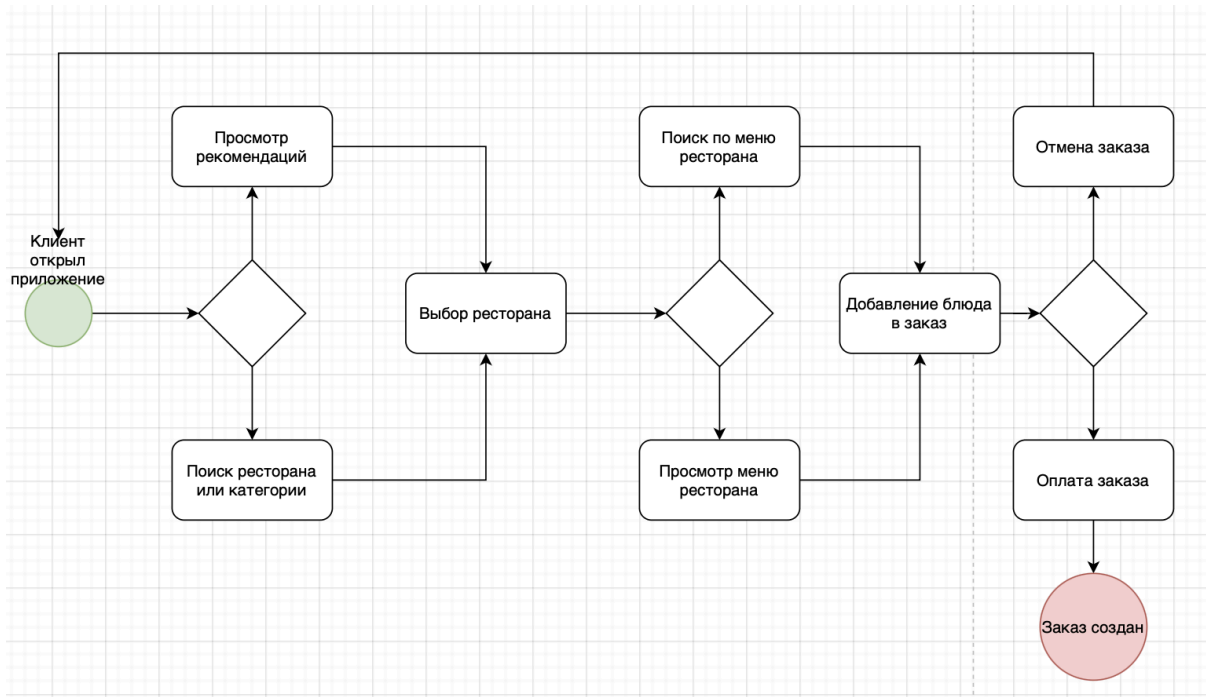 Просмотр
рекомендаций
Поиск по меню
ресторана
Отмена заказа
Клиент
открыл
приложение
Выбор ресторана
Добавление блюда
в заказ
Поиск ресторана
или категории
Просмотр меню
ресторана
Оплата заказа
Заказ создан